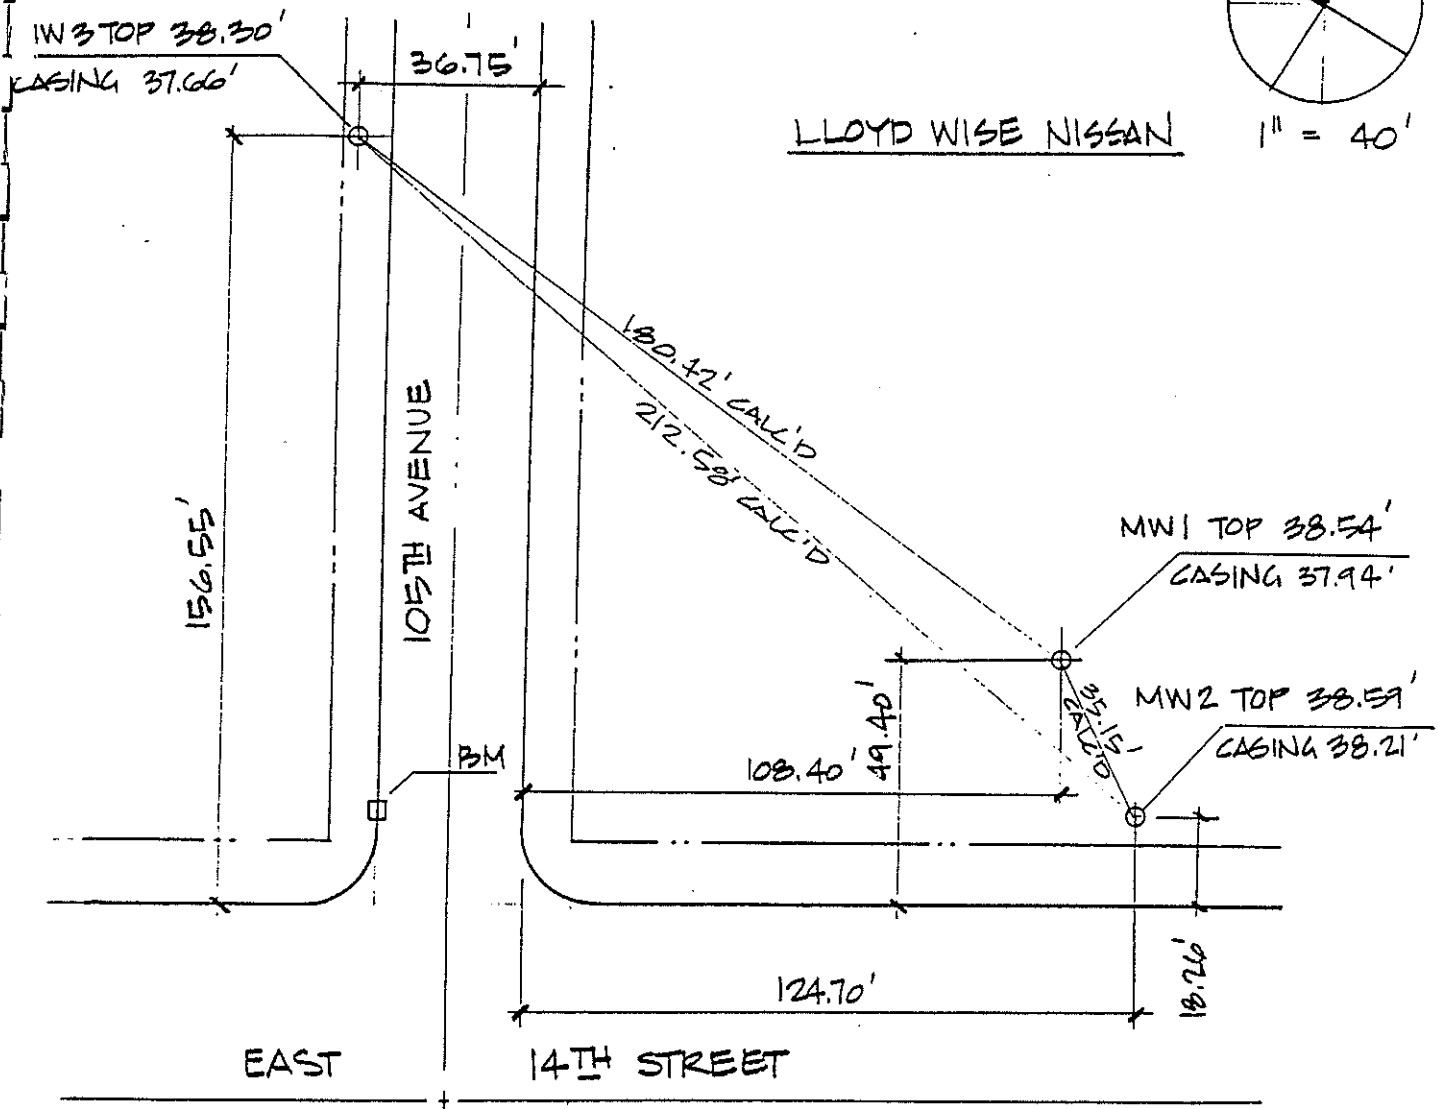 IW3 TOP 38.30'
CASING 37.66'
36.75'
LLOYD WISE NISSAN
1" = 40'
180.42' CALC'D
212.58' CALC'D
105TH AVENUE
156.55'
MW1 TOP 38.54'
CASING 37.94'
49.40'
35.15'
CALC'D
MW2 TOP 38.59'
CASING 38.21'
BM
108.40'
124.70'
18.26'
EAST 14TH STREET